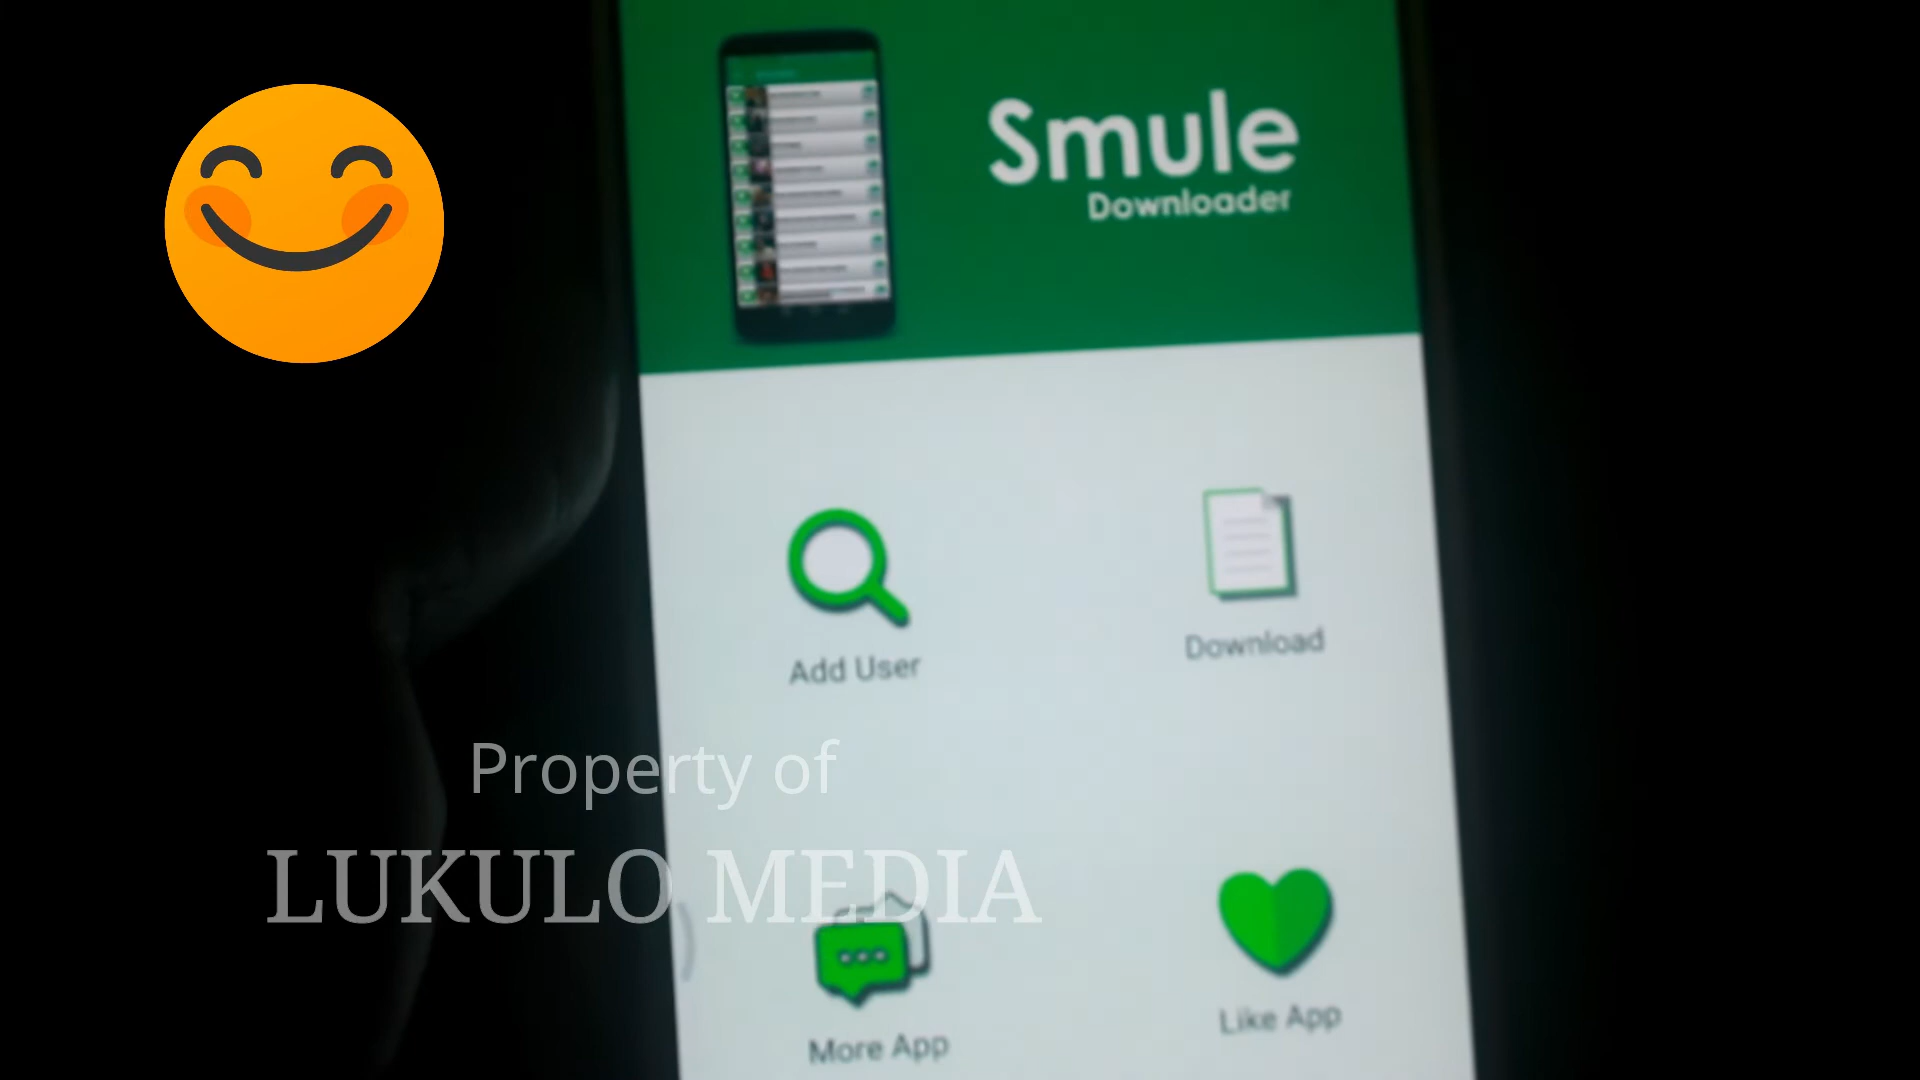 Smule
Downloader
Add User
Download
Property of
LUKULO MEDIA
More App
Like App